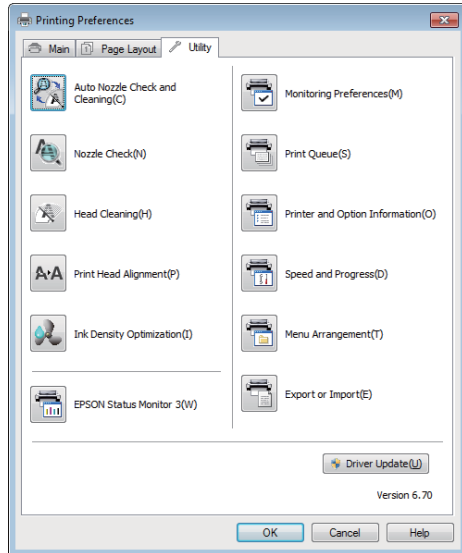 Printing Preferences
Main
Page Layout
Utility
Auto Nozzle Check and
Cleaning(C)
Nozzle Check(N)
Head Cleaning(H)
Print Head Alignment(P)
Ink Density Optimization(I)
EPSON Status Monitor 3(W)
Monitoring Preferences(M)
Print Queue(S)
Printer and Option Information(O)
Speed and Progress(D)
Menu Arrangement(T)
Export or Import(E)
Driver Update(U)
Version 6.70
OK
Cancel
Help